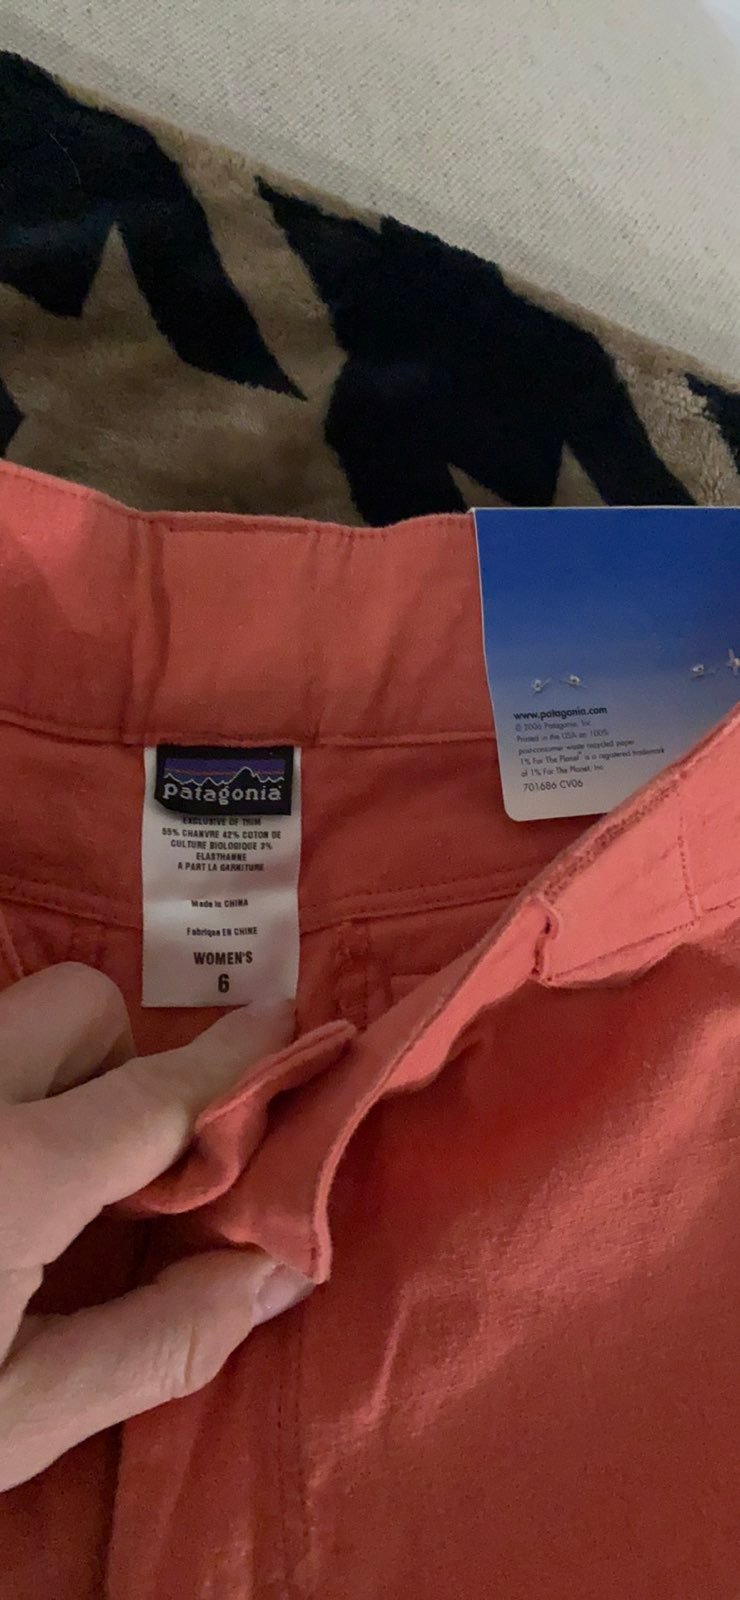 www.patagonia.com
© 2006 Patagonia, Inc.
Printed in the USA on 100%
post-consumer waste recycled paper
1% For The Planet® is a registered trademark
of 1% For The Planet, Inc.
701686 CV06
patagonia®
EXCLUSIVE OF TRIM
55% CHANVRE 42% COTON DE
CULTURE BIOLOGIQUE 3%
ELASTHANNE
A PART LA GARNITURE
Made in CHINA
Fabriqué EN CHINE
WOMEN'S
6